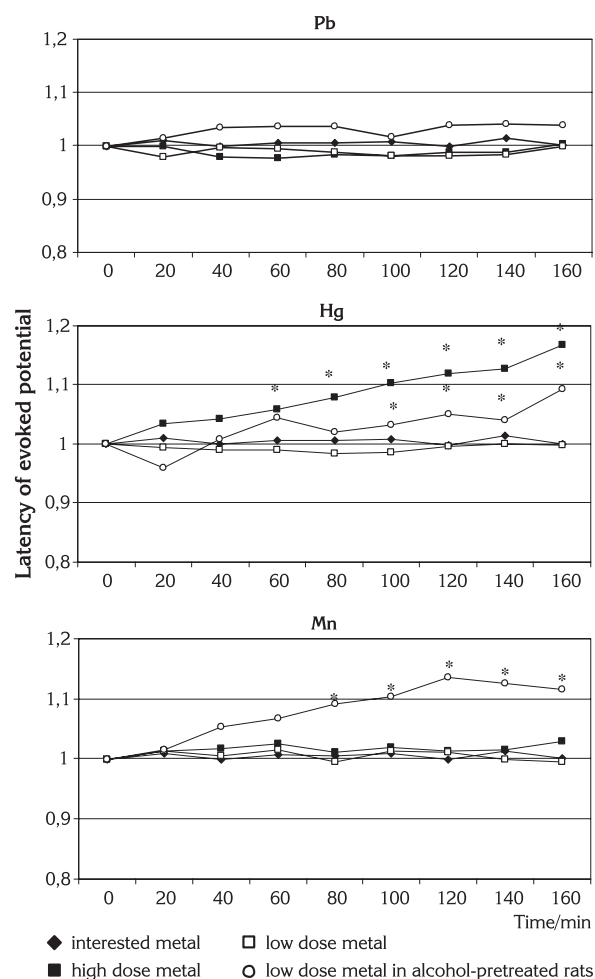 Pb
1,2
1,1
1
0,9
0,8
0 20 40 60 80 100 120 140 160
Latency of evoked potential
Hg
1,2
1,1
1
0,9
0,8
* * * * * *
* * * *
0 20 40 60 80 100 120 140 160
Mn
1,2
1,1
1
0,9
0,8
* * * * *
0 20 40 60 80 100 120 140 160
Time/min
◆ interested metal □ low dose metal
■ high dose metal ○ low dose metal in alcohol-pretreated rats